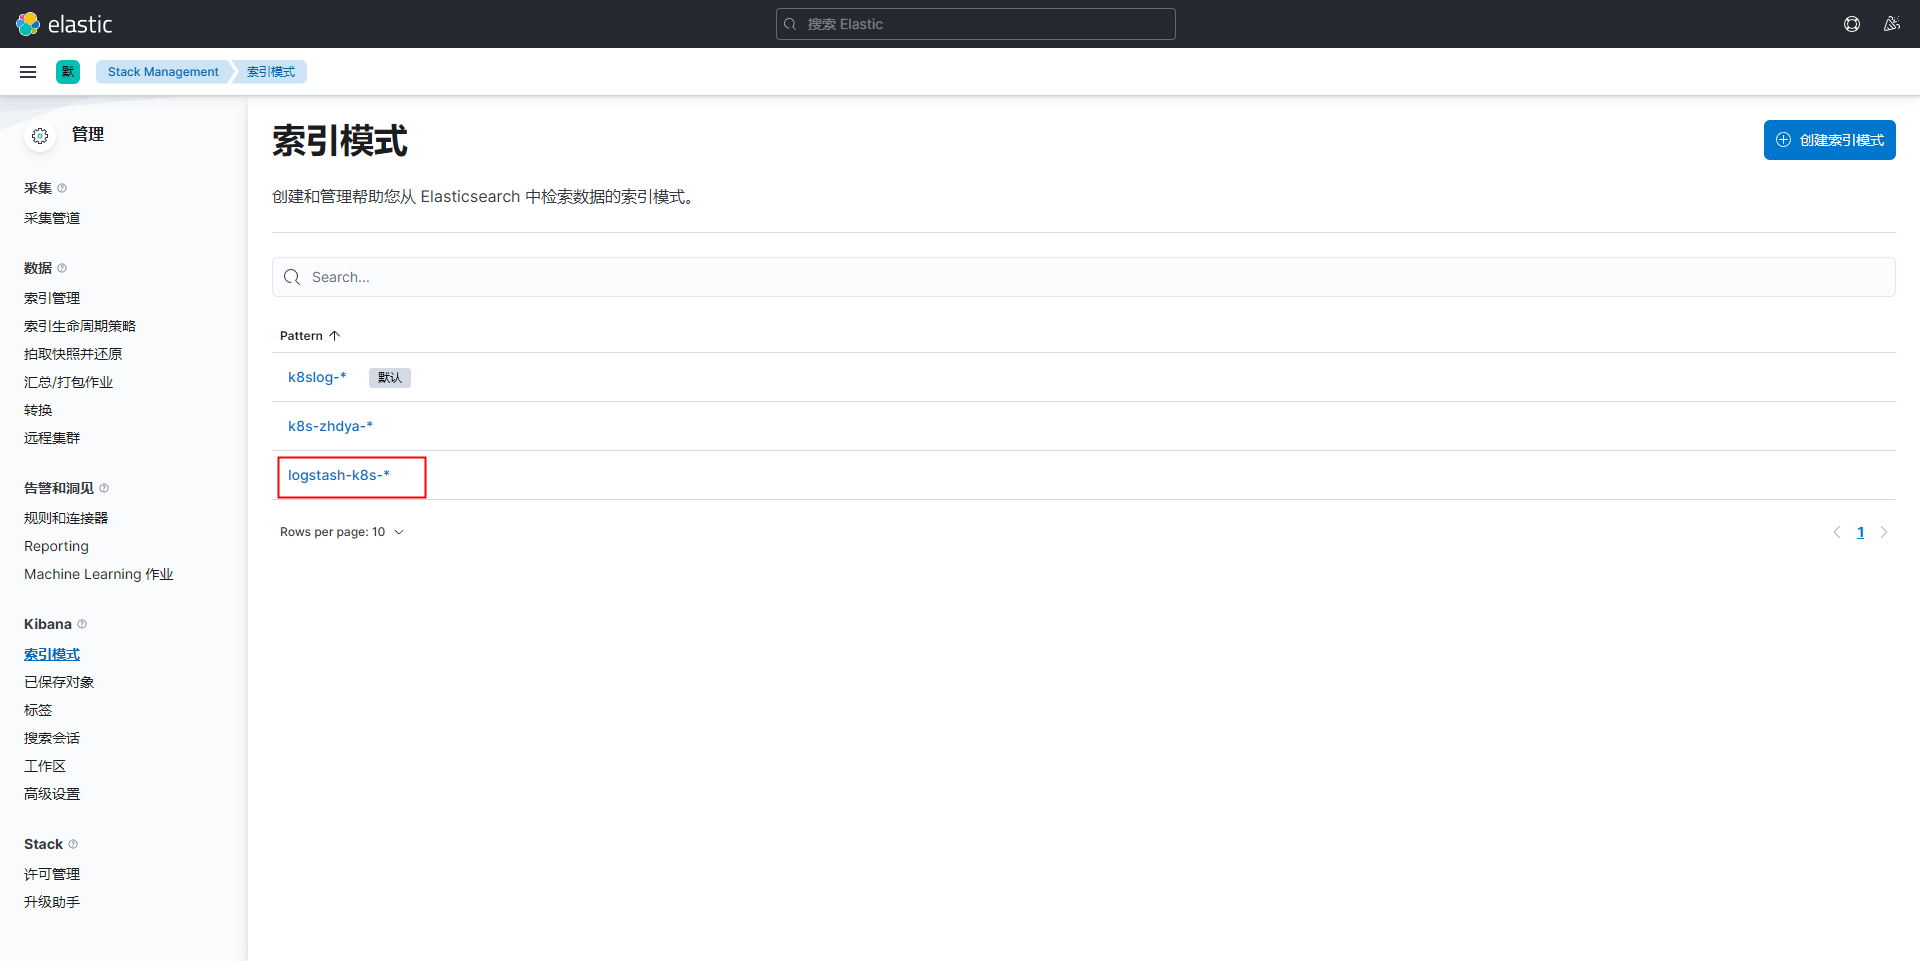 elastic
搜索 Elastic
默
Stack Management
索引模式
管理
采集
采集管道
数据
索引管理
索引生命周期策略
拍取快照并还原
汇总/打包作业
转换
远程集群
告警和洞见
规则和连接器
Reporting
Machine Learning 作业
Kibana
索引模式
已保存对象
标签
搜索会话
工作区
高级设置
Stack
许可管理
升级助手
索引模式
创建索引模式
创建和管理帮助您从 Elasticsearch 中检索数据的索引模式。
Search...
Pattern
k8slog-* 默认
k8s-zhdya-*
logstash-k8s-*
Rows per page: 10
1